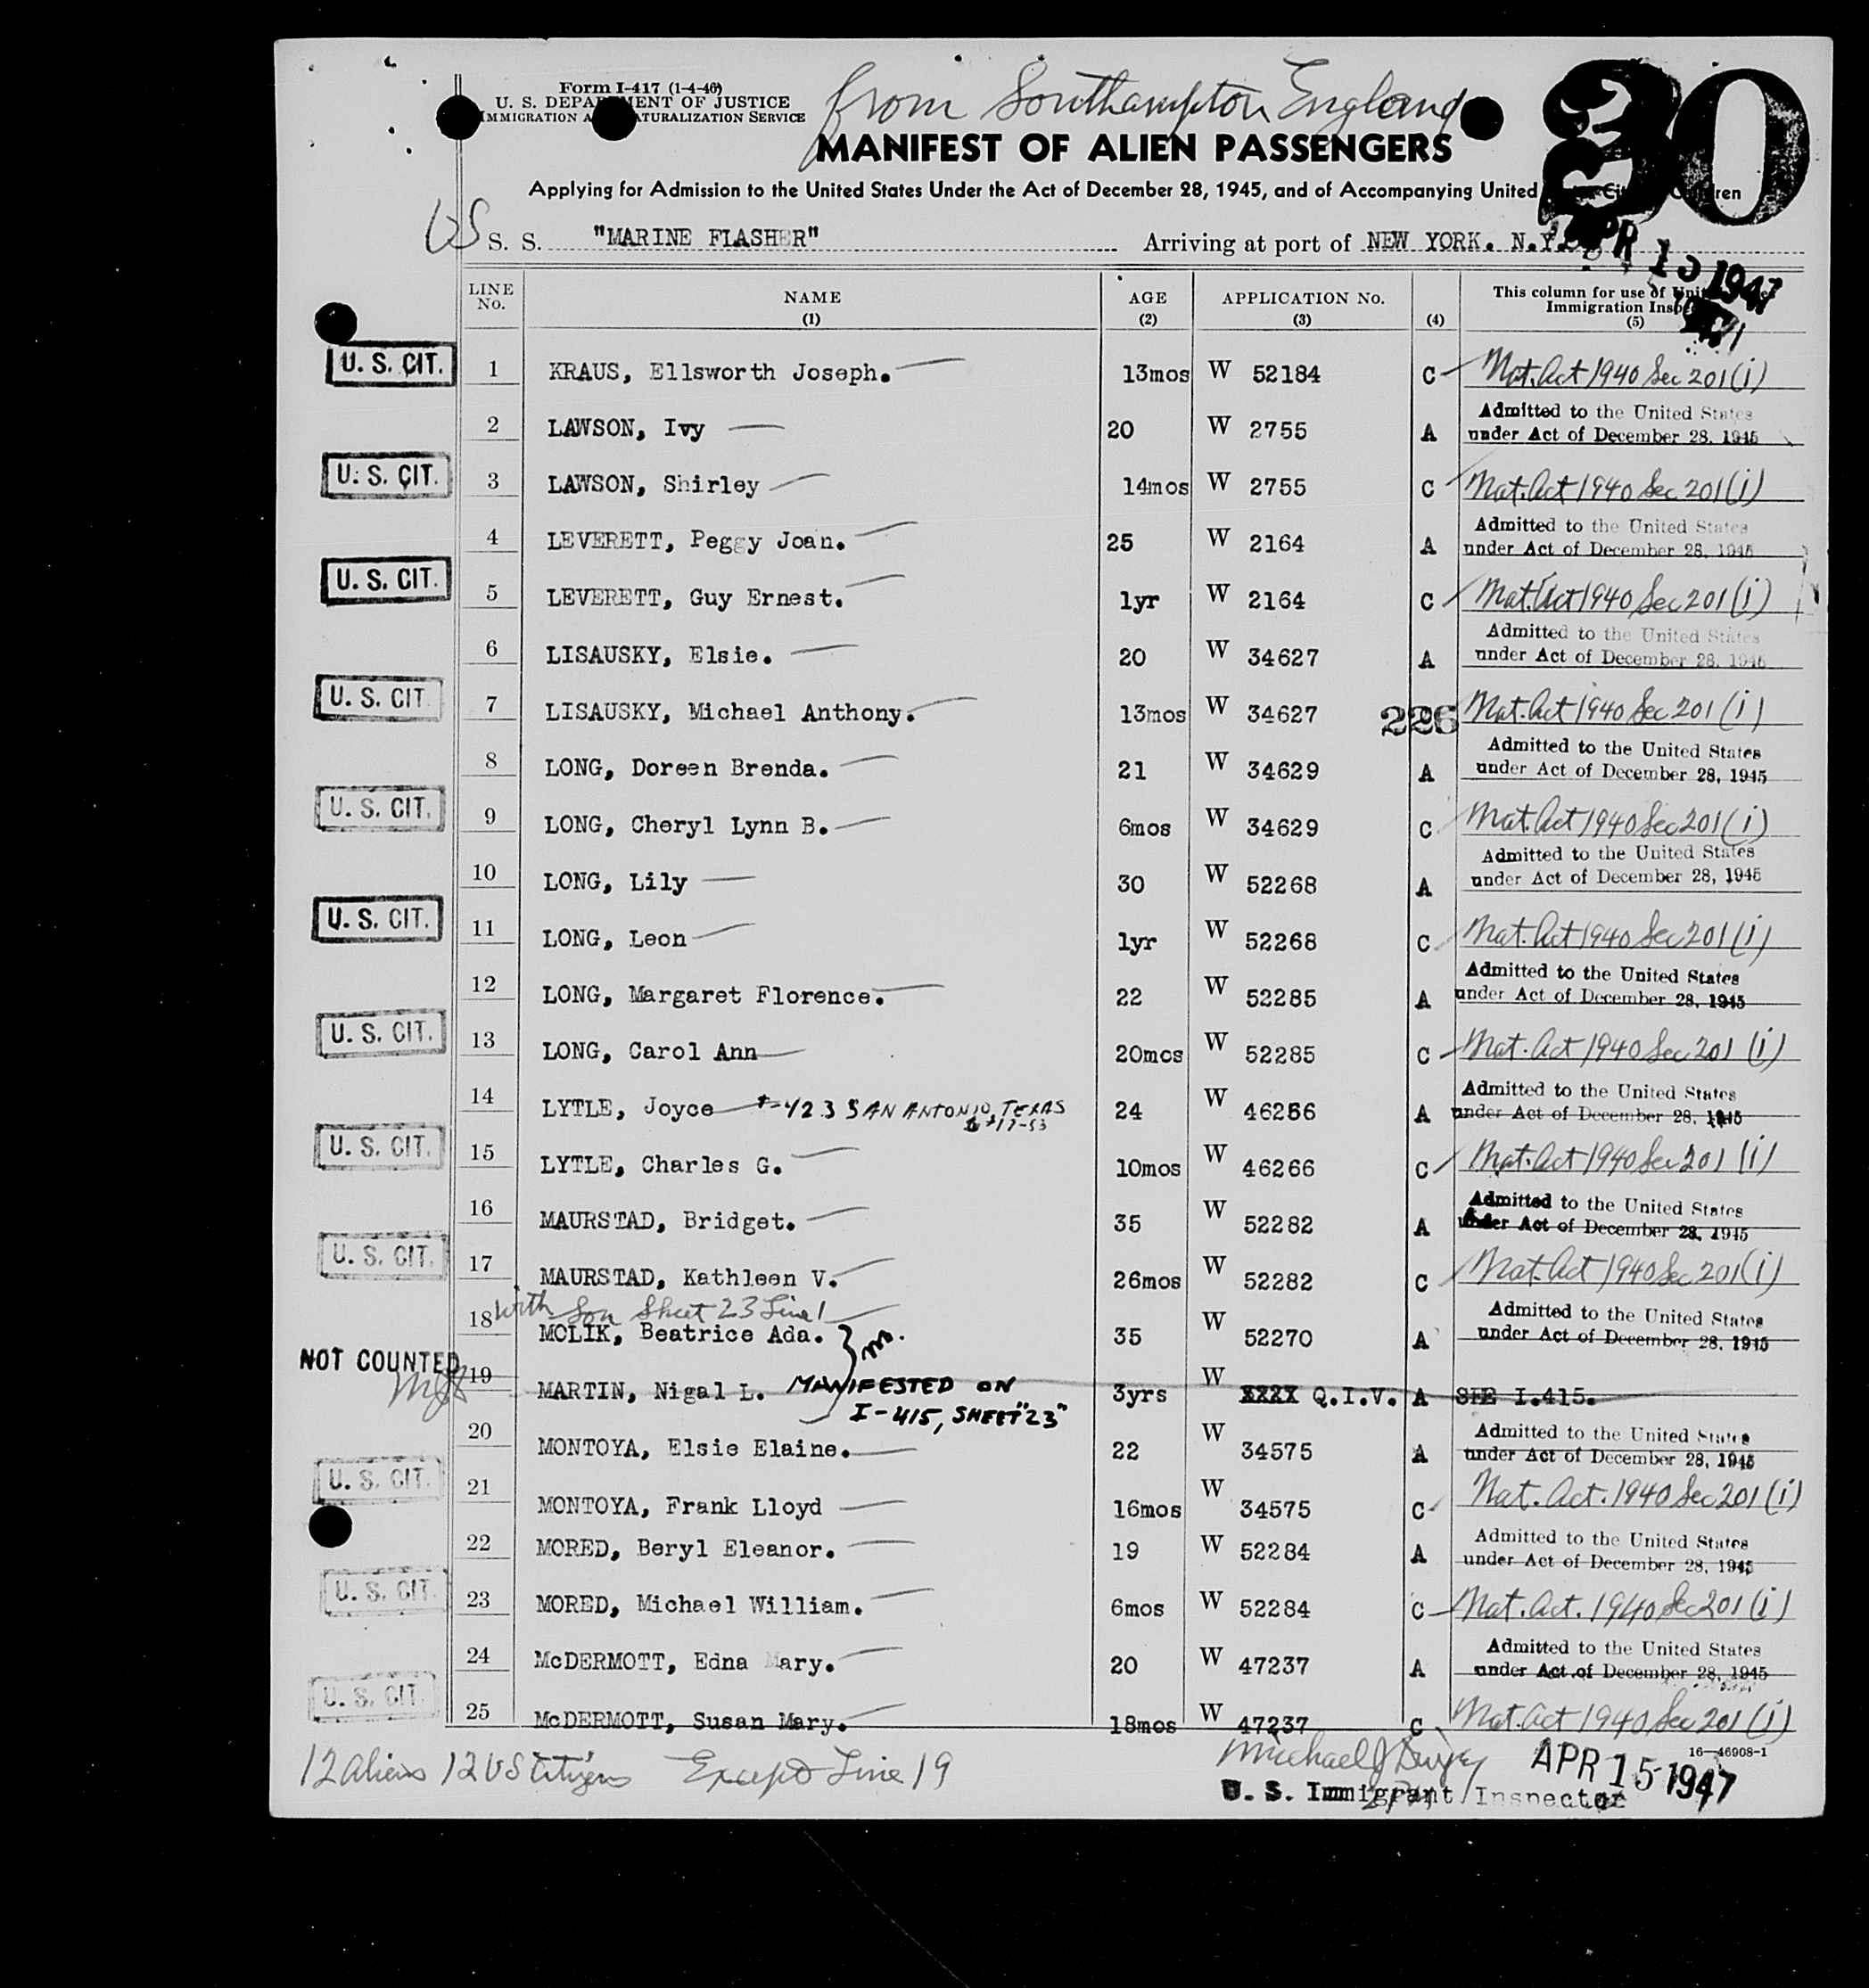 from Southampton England
Form I-417 (1-4-46)
U. S. DEPARTMENT OF JUSTICE
IMMIGRATION AND NATURALIZATION SERVICE
30
MANIFEST OF ALIEN PASSENGERS
Applying for Admission to the United States Under the Act of December 28, 1945, and of Accompanying United
US S. S. "MARINE FLASHER" Arriving at port of NEW YORK. N.Y.
APR 15 1947
LINE No. NAME (1) AGE (2) APPLICATION No. (3) (4) This column for use of United States Immigration Inspector (5)
U. S. CIT. 1 KRAUS, Ellsworth Joseph. 13mos W 52184 C Nat. Act 1940 Sec 201 (i)
2 LAWSON, Ivy 20 W 2755 A Admitted to the United States under Act of December 28, 1945
U. S. CIT. 3 LAWSON, Shirley 14mos W 2755 C Nat. Act 1940 Sec 201 (i)
4 LEVERETT, Peggy Joan. 25 W 2164 A Admitted to the United States under Act of December 28, 1945
U. S. CIT. 5 LEVERETT, Guy Ernest. 1yr W 2164 C Nat. Act 1940 Sec 201 (i)
6 LISAUSKY, Elsie. 20 W 34627 A Admitted to the United States under Act of December 28, 1945
U. S. CIT. 7 LISAUSKY, Michael Anthony. 13mos W 34627 226 Nat. Act 1940 Sec 201 (i)
8 LONG, Doreen Brenda. 21 W 34629 A Admitted to the United States under Act of December 28, 1945
U. S. CIT. 9 LONG, Cheryl Lynn B. 6mos W 34629 C Nat. Act 1940 Sec 201 (i)
10 LONG, Lily 30 W 52268 A Admitted to the United States under Act of December 28, 1945
U. S. CIT. 11 LONG, Leon 1yr W 52268 C Nat. Act 1940 Sec 201 (i)
12 LONG, Margaret Florence. 22 W 52285 A Admitted to the United States under Act of December 28, 1945
U. S. CIT. 13 LONG, Carol Ann 20mos W 52285 C Nat. Act 1940 Sec 201 (i)
14 LYTLE, Joyce #-423 SAN ANTONIO, TEXAS 24 W 46266 A Admitted to the United States under Act of December 28, 1945
U. S. CIT. 15 LYTLE, Charles G. 10mos W 46266 C Nat. Act 1940 Sec 201 (i)
16 MAURSTAD, Bridget. 35 W 52282 A Admitted to the United States under Act of December 28, 1945
U. S. CIT. 17 MAURSTAD, Kathleen V. 26mos W 52282 C Nat. Act 1940 Sec 201 (i)
with Son Sheet 23 Line 1
18 MOLIK, Beatrice Ada. 35 W 52270 A Admitted to the United States under Act of December 28, 1945
NOT COUNTED 19 MARTIN, Nigal L. MANIFESTED ON I-415, SHEET "23" 3yrs W XXXX Q.I.V. A SEE I.415.
20 MONTOYA, Elsie Elaine. 22 W 34575 A Admitted to the United States under Act of December 28, 1945
U. S. CIT. 21 MONTOYA, Frank Lloyd 16mos W 34575 C Nat. Act. 1940 Sec 201 (i)
22 MORED, Beryl Eleanor. 19 W 52284 A Admitted to the United States under Act of December 28, 1945
U. S. CIT. 23 MORED, Michael William. 6mos W 52284 C Nat. Act. 1940 Sec 201 (i)
24 McDERMOTT, Edna Mary. 20 W 47237 A Admitted to the United States under Act of December 28, 1945
U. S. CIT. 25 McDERMOTT, Susan Mary. 18mos W 47237 C Nat. Act 1940 Sec 201 (i)
16—46908-1
12 aliens 12 US Citizens Except Line 19 Michael J APR 15 1947
U. S. Immigrant Inspector